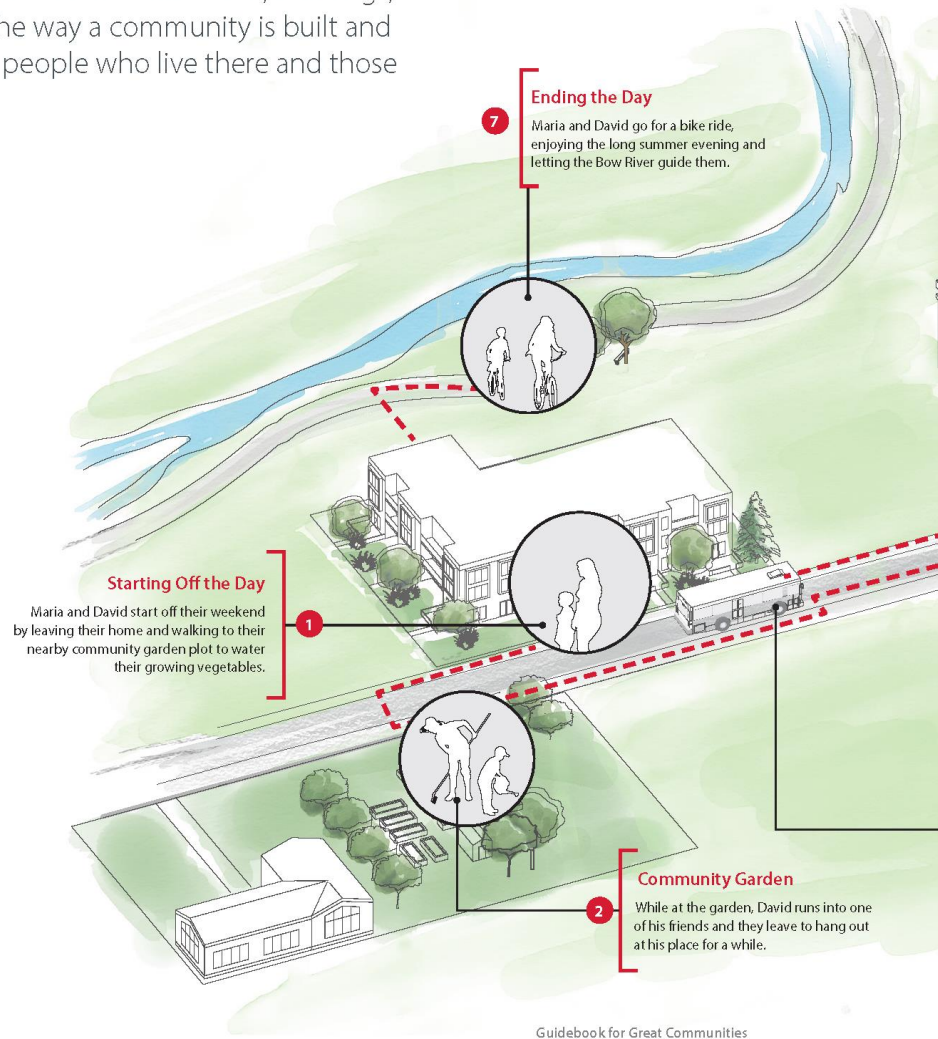 he way a community is built and
people who live there and those
7
Ending the Day
Maria and David go for a bike ride,
enjoying the long summer evening and
letting the Bow River guide them.
Starting Off the Day
Maria and David start off their weekend
by leaving their home and walking to their
nearby community garden plot to water
their growing vegetables.
1
Community Garden
While at the garden, David runs into one
of his friends and they leave to hang out
at his place for a while.
2
Guidebook for Great Communities